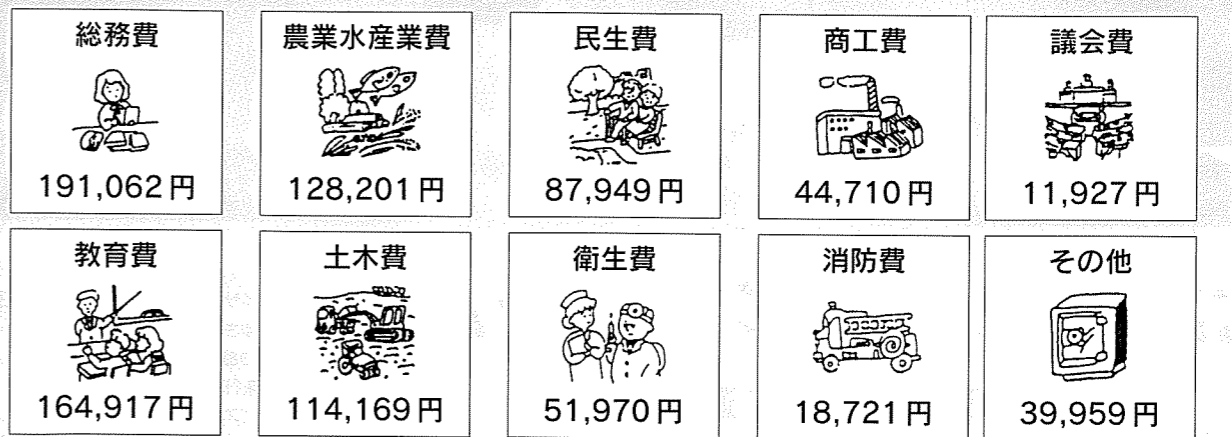 総務費
191,062円
農業水産業費
128,201円
民生費
87,949円
商工費
44,710円
議会費
11,927円
教育費
164,917円
土木費
114,169円
衛生費
51,970円
消防費
18,721円
その他
39,959円